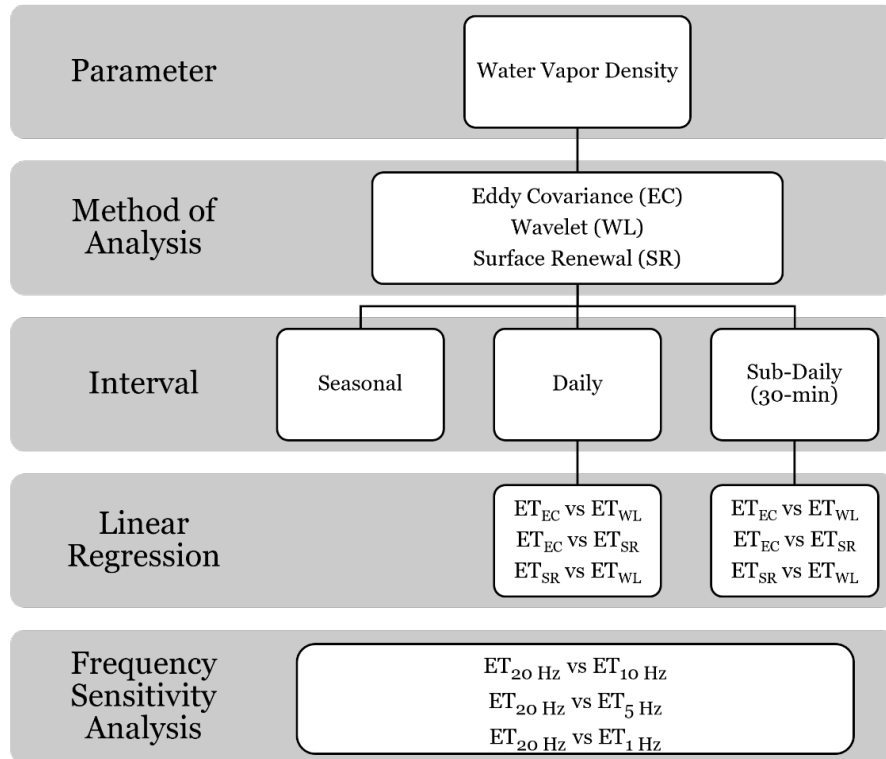 Parameter
Water Vapor Density
Method of
Analysis
Eddy Covariance (EC)
Wavelet (WL)
Surface Renewal (SR)
Interval
Seasonal
Daily
Sub-Daily
(30-min)
Linear
Regression
ET_EC vs ET_WL
ET_EC vs ET_SR
ET_SR vs ET_WL
ET_EC vs ET_WL
ET_EC vs ET_SR
ET_SR vs ET_WL
Frequency
Sensitivity
Analysis
ET_20 Hz vs ET_10 Hz
ET_20 Hz vs ET_5 Hz
ET_20 Hz vs ET_1 Hz